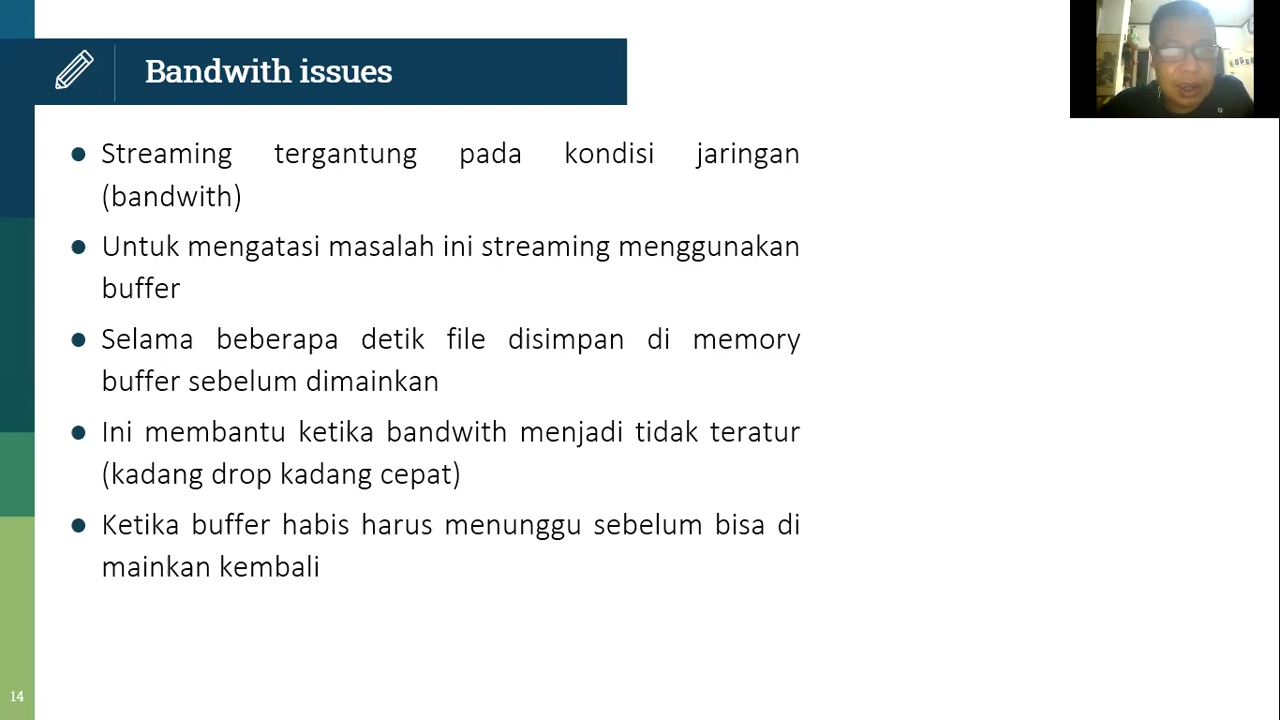 Bandwith issues
Streaming tergantung pada kondisi jaringan
(bandwith)
Untuk mengatasi masalah ini streaming menggunakan
buffer
Selama beberapa detik file disimpan di memory
buffer sebelum dimainkan
Ini membantu ketika bandwith menjadi tidak teratur
(kadang drop kadang cepat)
Ketika buffer habis harus menunggu sebelum bisa di
mainkan kembali
14